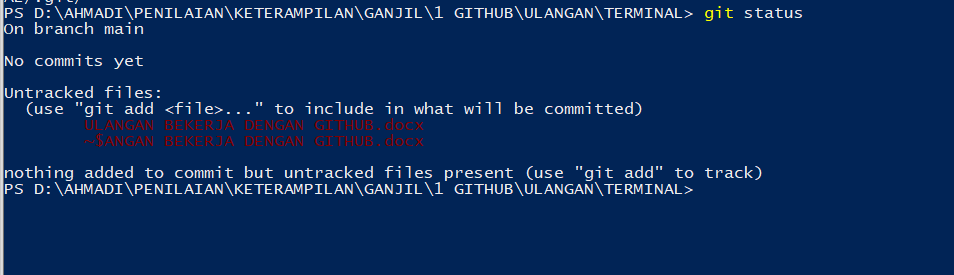 PS D:\AHMADI\PENILAIAN\KETERAMPILAN\GANJIL\1 GITHUB\ULANGAN\TERMINAL> git status
On branch main
No commits yet
Untracked files:
(use "git add <file>..." to include in what will be committed)
ULANGAN BEKERJA DENGAN GITHUB.docx
~$ANGAN BEKERJA DENGAN GITHUB.docx
nothing added to commit but untracked files present (use "git add" to track)
PS D:\AHMADI\PENILAIAN\KETERAMPILAN\GANJIL\1 GITHUB\ULANGAN\TERMINAL>